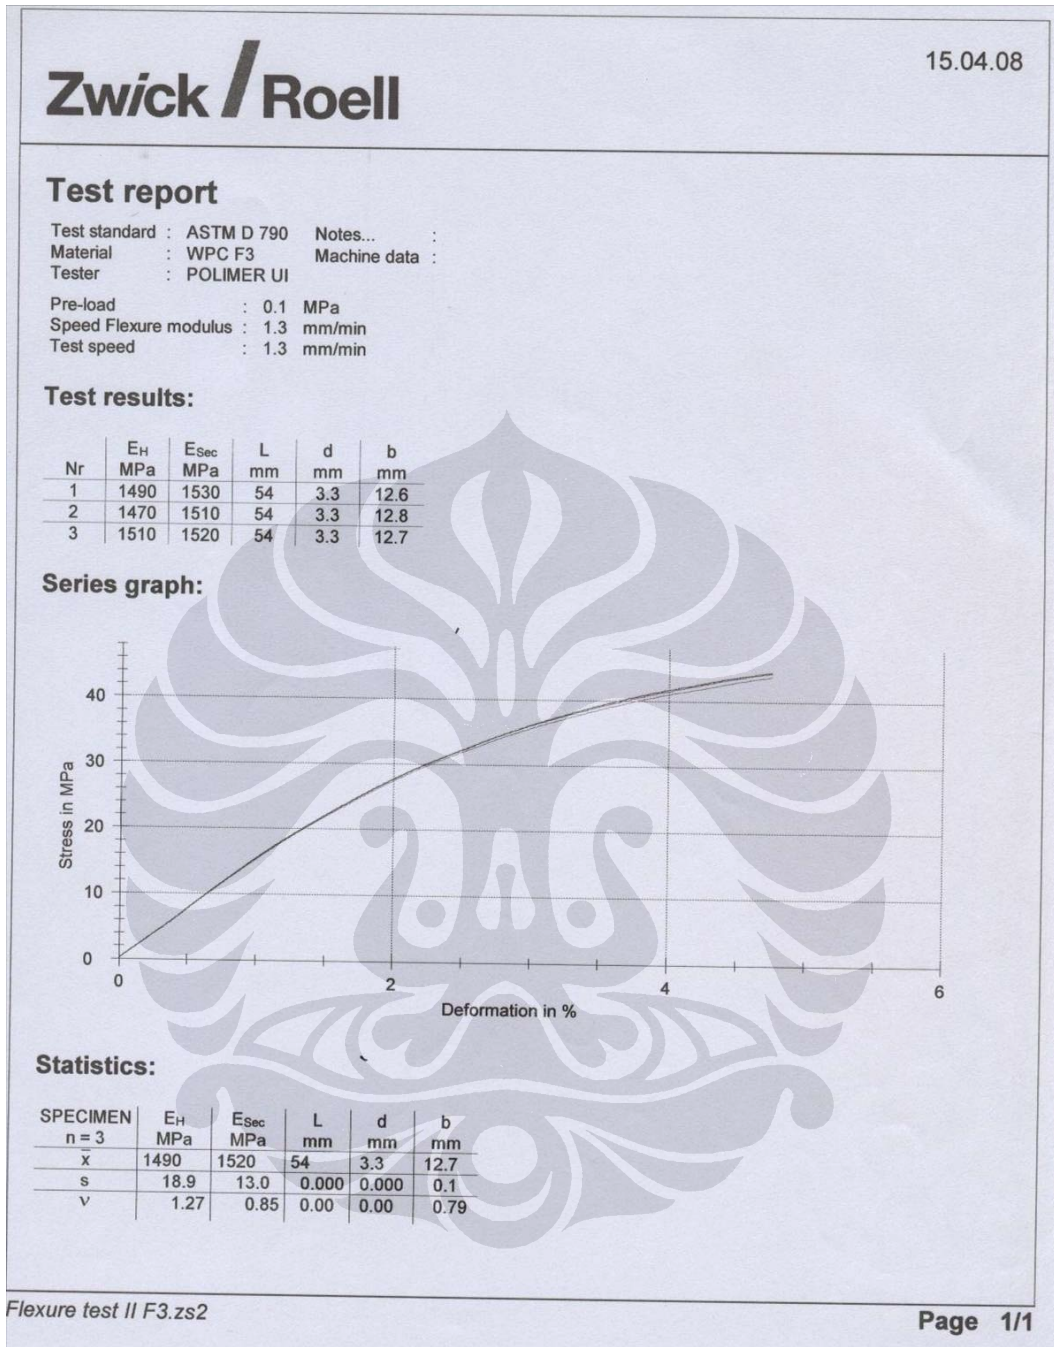 Zwick / Roell
15.04.08
Test report
Test standard : ASTM D 790 Notes... :
Material : WPC F3 Machine data :
Tester : POLIMER UI
Pre-load : 0.1 MPa
Speed Flexure modulus : 1.3 mm/min
Test speed : 1.3 mm/min
Test results:
EH ESec L d b
Nr MPa MPa mm mm mm
1 1490 1530 54 3.3 12.6
2 1470 1510 54 3.3 12.8
3 1510 1520 54 3.3 12.7
Series graph:
40
30
20
10
0
Stress in MPa
0 2 4 6
Deformation in %
Statistics:
SPECIMEN EH ESec L d b
n = 3 MPa MPa mm mm mm
x̄ 1490 1520 54 3.3 12.7
s 18.9 13.0 0.000 0.000 0.1
ν 1.27 0.85 0.00 0.00 0.79
Flexure test II F3.zs2
Page 1/1